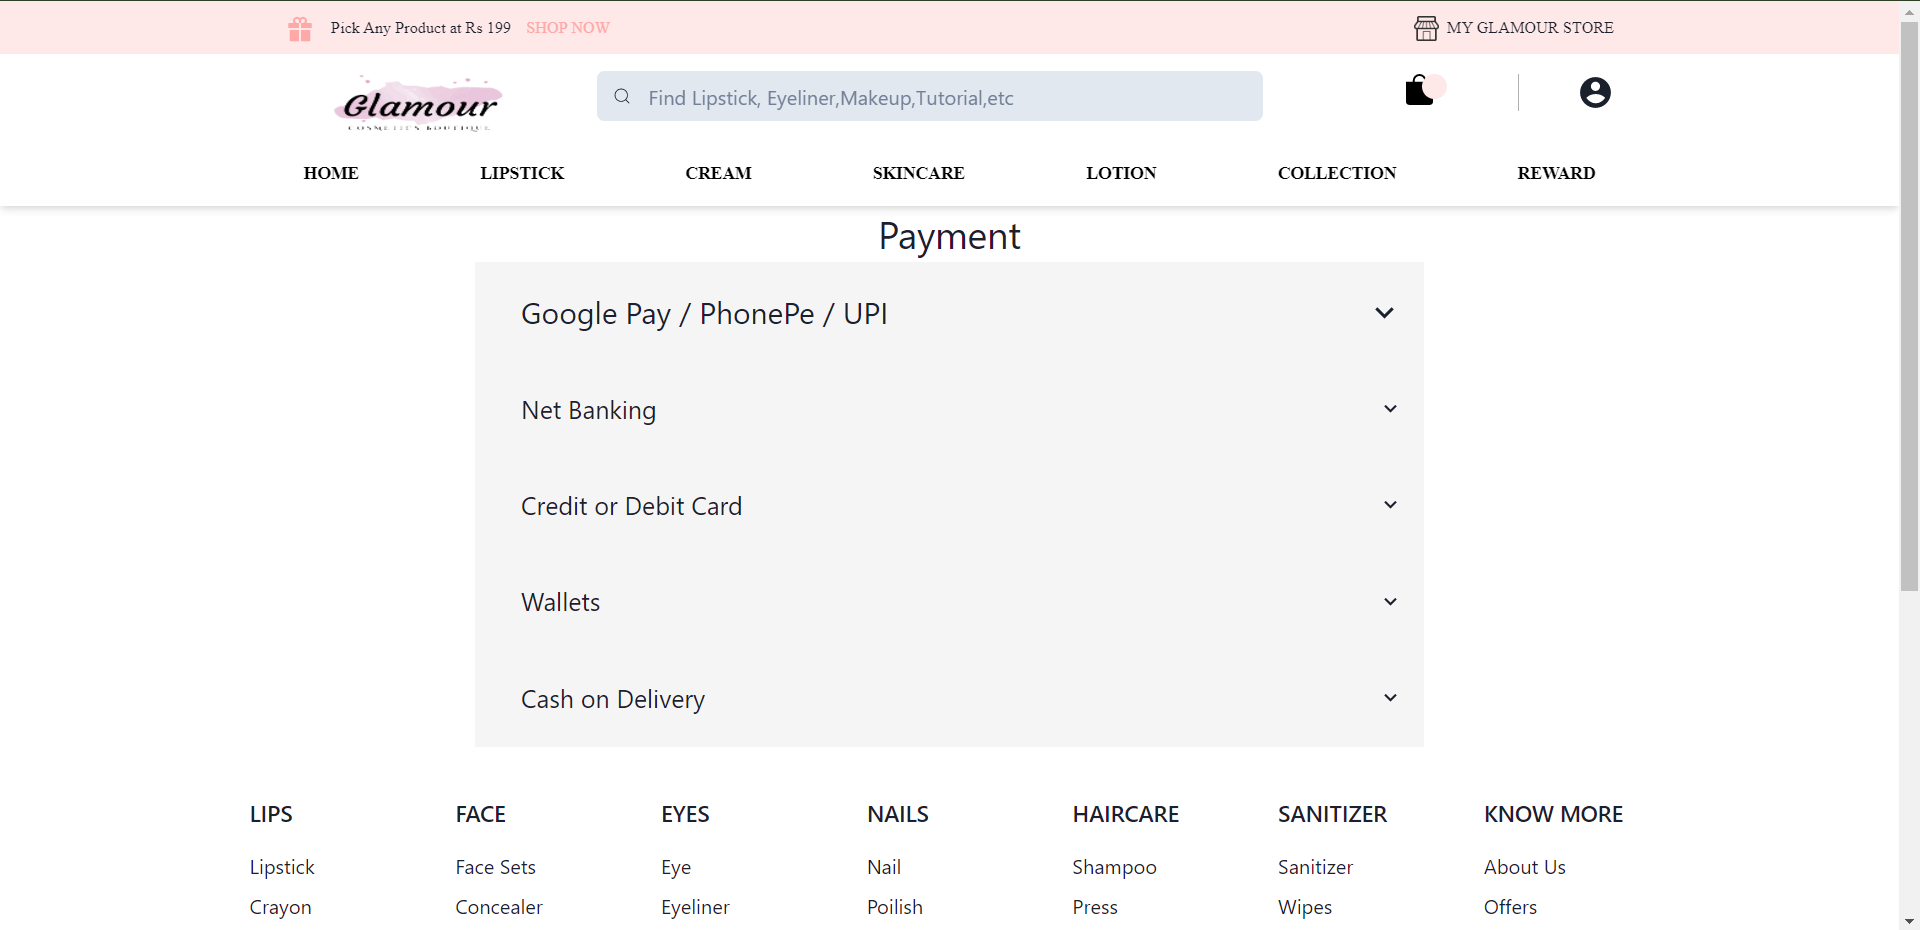 Pick Any Product at Rs 199 SHOP NOW MY GLAMOUR STORE
Glamour
COSMETICS BOUTIQUE
Find Lipstick, Eyeliner,Makeup,Tutorial,etc
HOME LIPSTICK CREAM SKINCARE LOTION COLLECTION REWARD
Payment
Google Pay / PhonePe / UPI
Net Banking
Credit or Debit Card
Wallets
Cash on Delivery
LIPS FACE EYES NAILS HAIRCARE SANITIZER KNOW MORE
Lipstick Face Sets Eye Nail Shampoo Sanitizer About Us
Crayon Concealer Eyeliner Poilish Press Wipes Offers